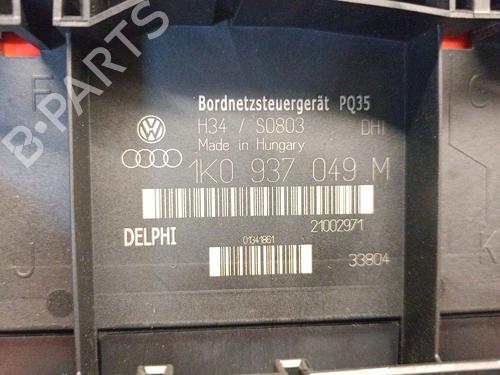 B-PARTS
Bordnetzsteuergerät PQ35
H34 / S0803 DHI
Made in Hungary
1K0 937 049 M
21002971
DELPHI
01341861
33804
F
J
K